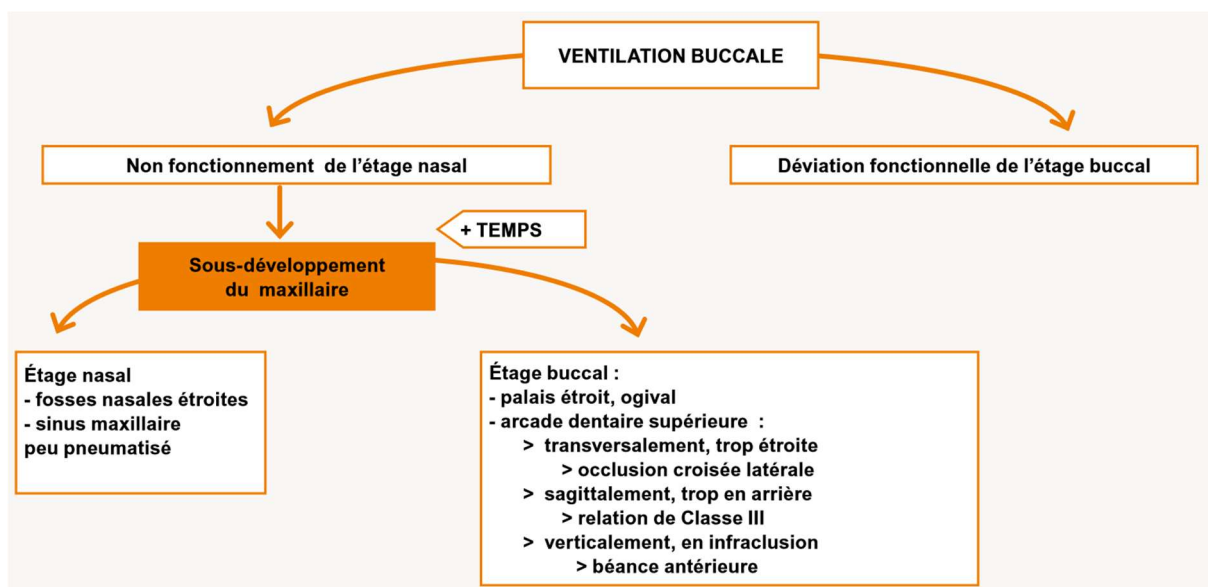 VENTILATION BUCCALE
Non fonctionnement de l'étage nasal
Déviation fonctionnelle de l'étage buccal
+ TEMPS
Sous-développement
du maxillaire
Étage nasal
- fosses nasales étroites
- sinus maxillaire
peu pneumatisé
Étage buccal :
- palais étroit, ogival
- arcade dentaire supérieure :
> transversalement, trop étroite
> occlusion croisée latérale
> sagittalement, trop en arrière
> relation de Classe III
> verticalement, en infraclusion
> béance antérieure